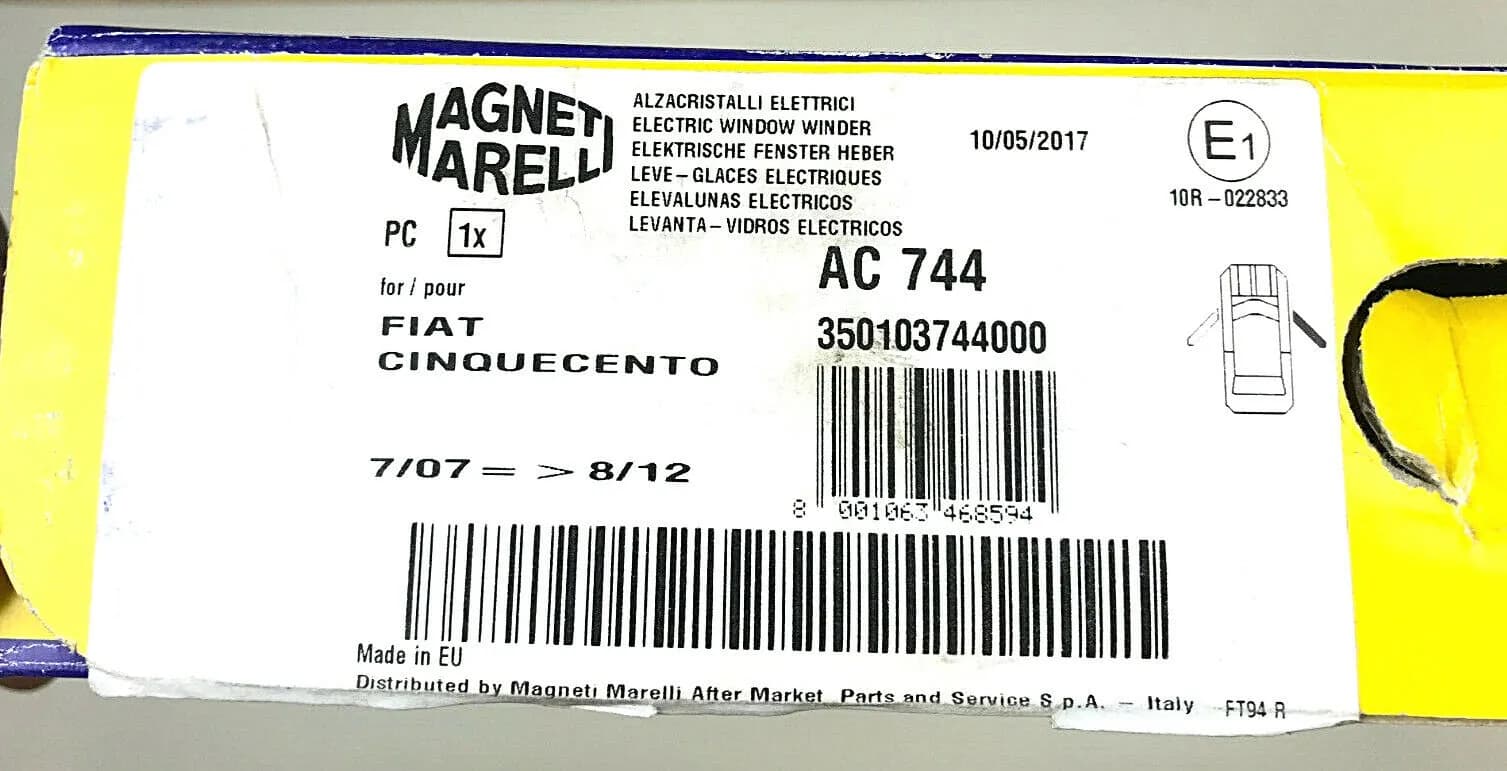 MAGNETI
MARELLI
ALZACRISTALLI ELETTRICI
ELECTRIC WINDOW WINDER
ELEKTRISCHE FENSTER HEBER
LEVE-GLACES ELECTRIQUES
ELEVALUNAS ELECTRICOS
LEVANTA-VIDROS ELECTRICOS
10/05/2017
E1
10R-022833
PC 1x
AC 744
for / pour
FIAT
CINQUECENTO
350103744000
7/07 = > 8/12
8 001063 468594
Made in EU
Distributed by Magneti Marelli After Market Parts and Service S.p.A. - Italy FT94 R